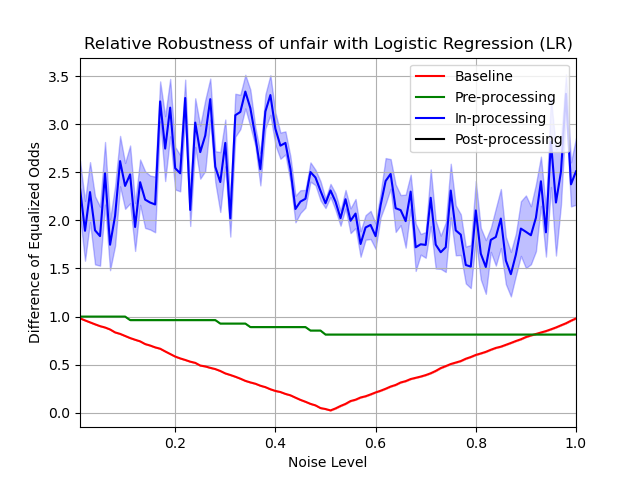 Relative Robustness of unfair with Logistic Regression (LR)
Difference of Equalized Odds
3.5
3.0
2.5
2.0
1.5
1.0
0.5
0.0
Baseline
Pre-processing
In-processing
Post-processing
0.2
0.4
0.6
0.8
1.0
Noise Level